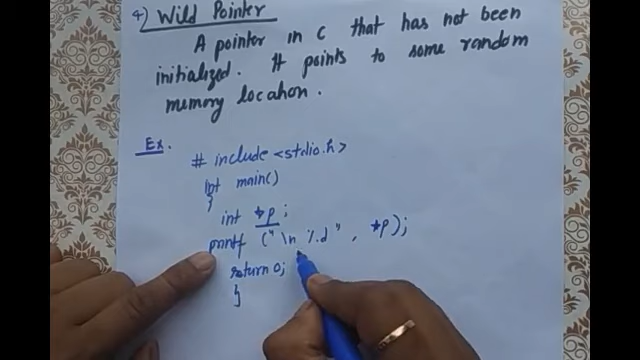 4) Wild Pointer
A pointer in c that has not been
initialized. It points to some random
memory location.
Ex.
# include <stdio.h>
int main()
{
int *p;
printf ("\n %d", *p);
return 0;
}